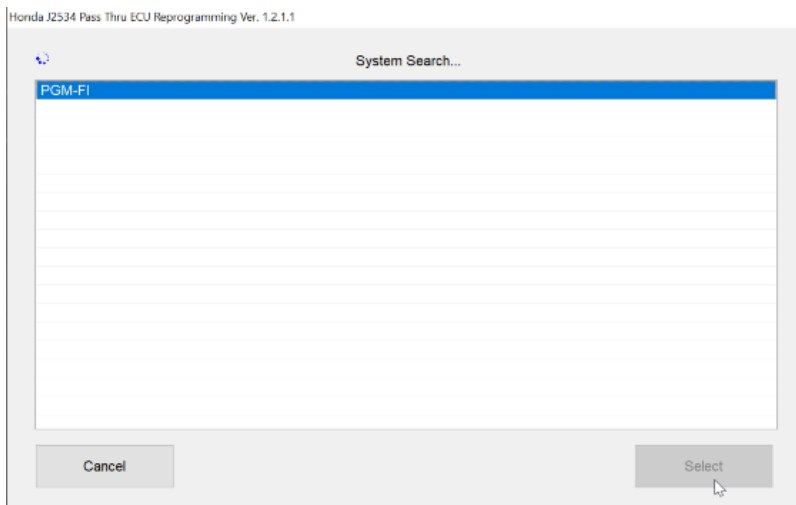 Honda J2534 Pass Thru ECU Reprogramming Ver. 1.2.1.1
System Search...
PGM-FI
Cancel
Select